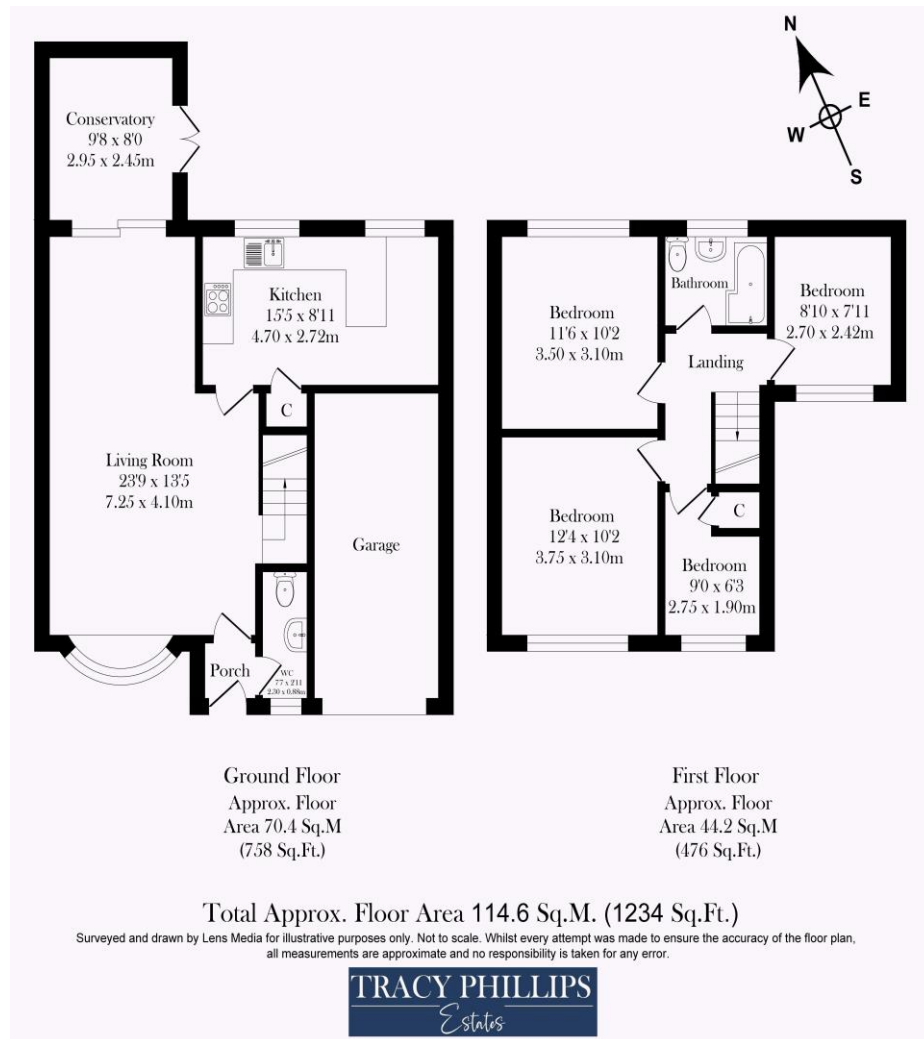 N
E
W
S
Conservatory
9'8 x 8'0
2.95 x 2.45m
Kitchen
15'5 x 8'11
4.70 x 2.72m
C
Living Room
23'9 x 13'5
7.25 x 4.10m
Garage
Porch
WC
7'7 x 2'11
2.30 x 0.88m
Bedroom
11'6 x 10'2
3.50 x 3.10m
Bathroom
Bedroom
8'10 x 7'11
2.70 x 2.42m
Landing
Bedroom
12'4 x 10'2
3.75 x 3.10m
C
Bedroom
9'0 x 6'3
2.75 x 1.90m
Ground Floor
Approx. Floor
Area 70.4 Sq.M
(758 Sq.Ft.)
First Floor
Approx. Floor
Area 44.2 Sq.M
(476 Sq.Ft.)
Total Approx. Floor Area 114.6 Sq.M. (1234 Sq.Ft.)
Surveyed and drawn by Lens Media for illustrative purposes only. Not to scale. Whilst every attempt was made to ensure the accuracy of the floor plan,
all measurements are approximate and no responsibility is taken for any error.
TRACY PHILLIPS
Estates